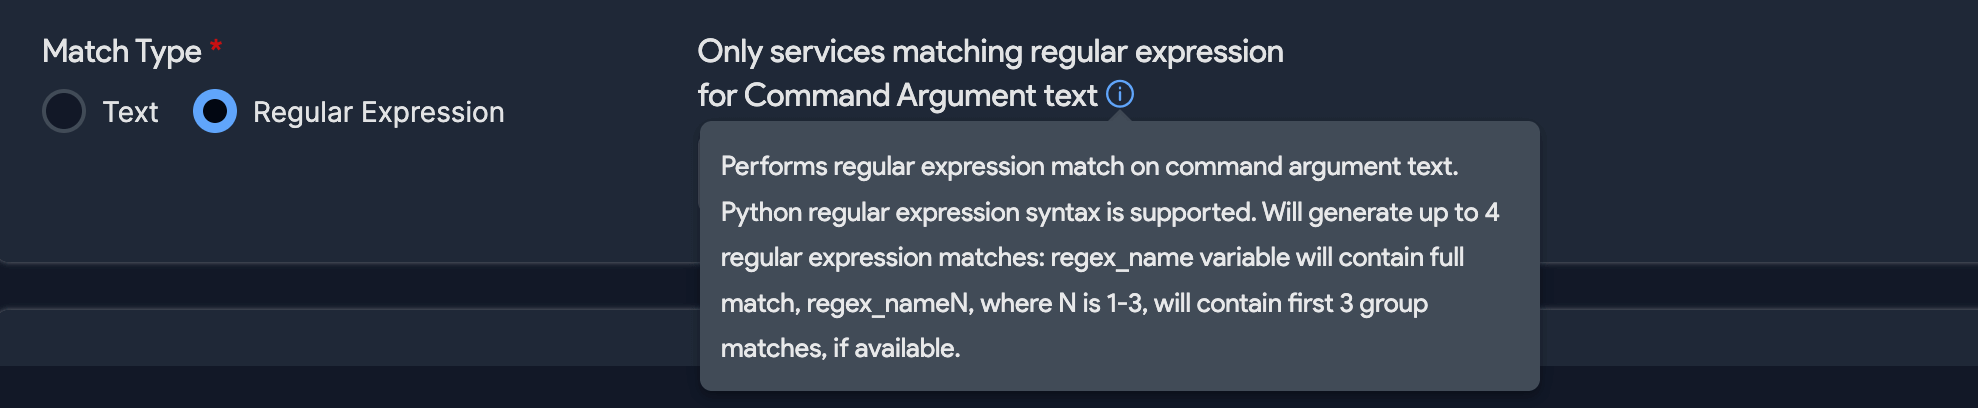 Match Type *
Text
Regular Expression
Only services matching regular expression
for Command Argument text
Performs regular expression match on command argument text.
Python regular expression syntax is supported. Will generate up to 4
regular expression matches: regex_name variable will contain full
match, regex_nameN, where N is 1-3, will contain first 3 group
matches, if available.